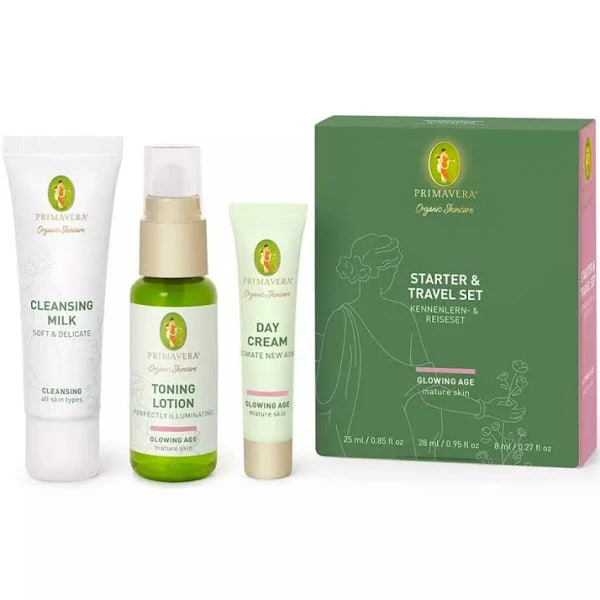 PRIMAVERA®
Organic Skincare
CLEANSING
MILK
SOFT & DELICATE
CLEANSING
all skin types
PRIMAVERA®
Organic Skincare
TONING
LOTION
PERFECTLY ILLUMINATING
GLOWING AGE
mature skin
PRIMAVERA®
Organic Skincare
DAY
CREAM
GLOWING AGE
mature skin
PRIMAVERA®
Organic Skincare
STARTER &
TRAVEL SET
KENNENLERN- &
REISESET
GLOWING AGE
mature skin
25 ml / 0.85 fl oz 28 ml / 0.95 fl oz 8 ml / 0.27 fl oz
STARTER &
TRAVEL SET